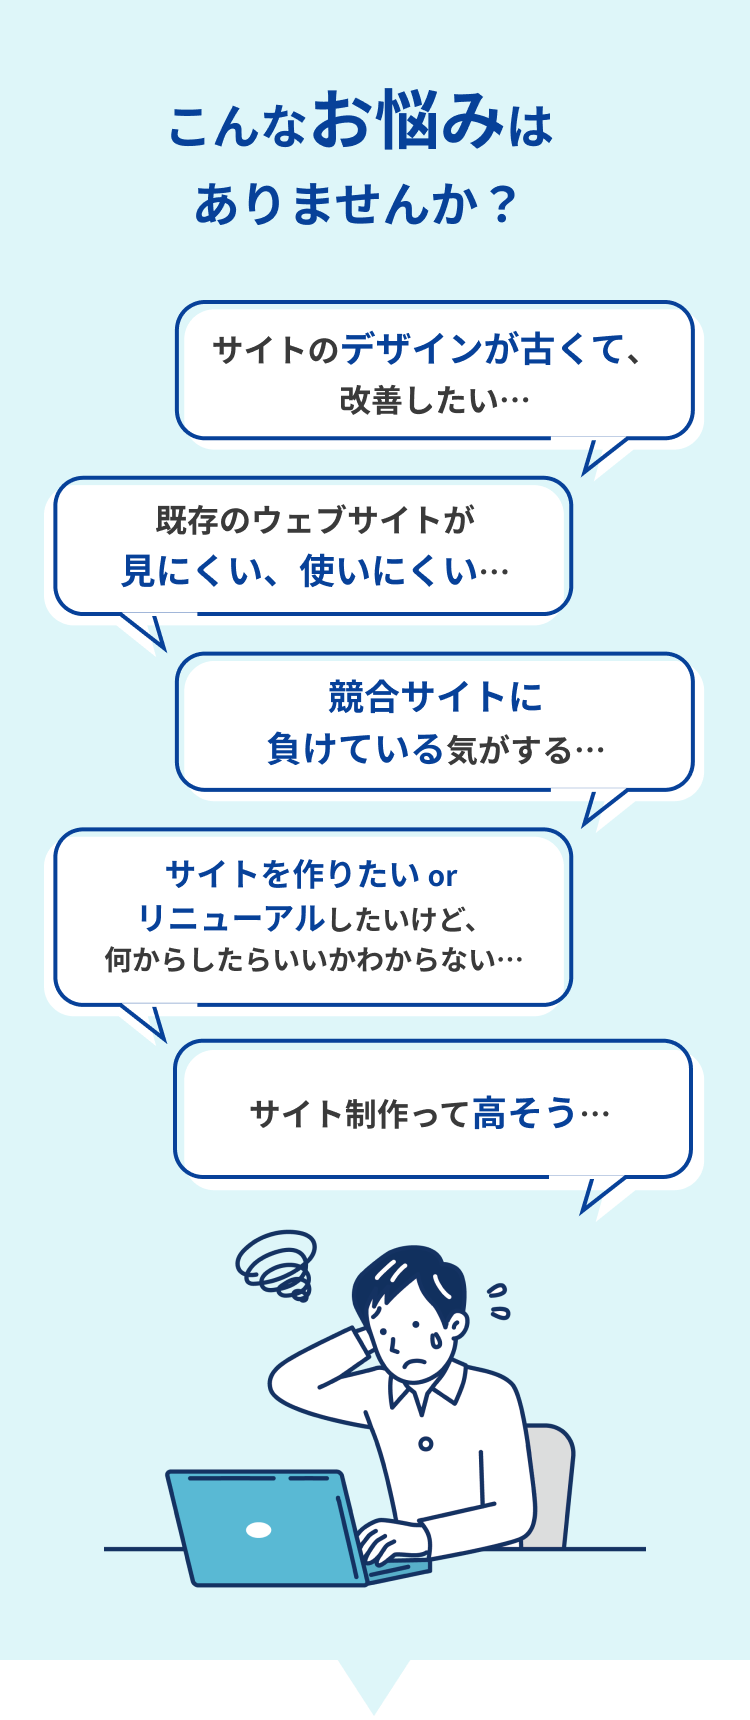 こんなお悩みは
ありませんか？
サイトのデザインが古くて、
改善したい…
既存のウェブサイトが
見にくい、使いにくい…
競合サイトに
負けている気がする…
サイトを作りたい or
リニューアルしたいけど、
何からしたらいいかわからない…
サイト制作って高そう…